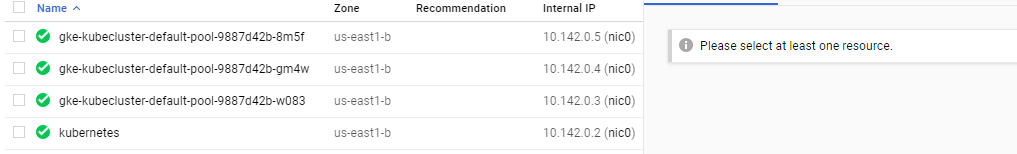 Name Zone Recommendation Internal IP
gke-kubecluster-default-pool-9887d42b-8m5f us-east1-b 10.142.0.5 (nic0)
Please select at least one resource.
gke-kubecluster-default-pool-9887d42b-gm4w us-east1-b 10.142.0.4 (nic0)
gke-kubecluster-default-pool-9887d42b-w083 us-east1-b 10.142.0.3 (nic0)
kubernetes us-east1-b 10.142.0.2 (nic0)